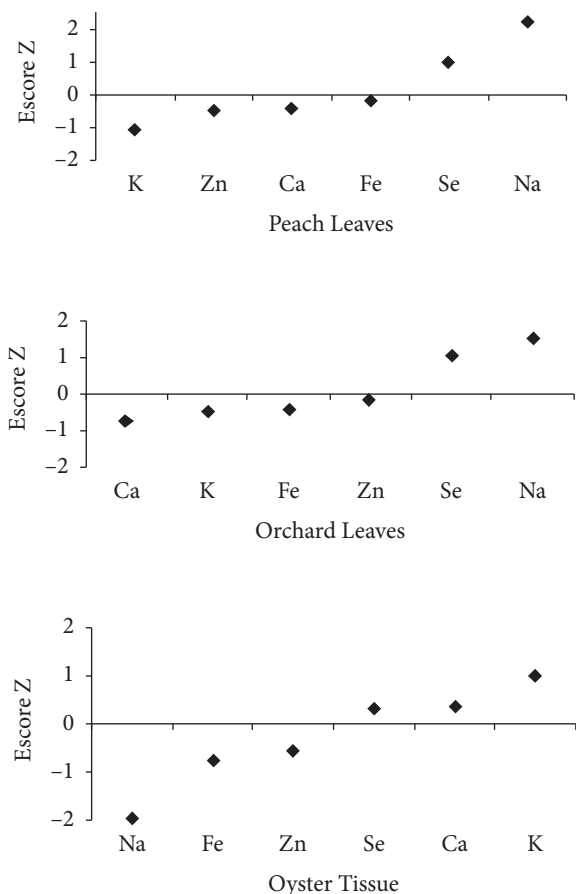 Escore Z
2
1
0
–1
–2
K Zn Ca Fe Se Na
Peach Leaves
Escore Z
2
1
0
–1
–2
Ca K Fe Zn Se Na
Orchard Leaves
Escore Z
2
1
0
–1
–2
Na Fe Zn Se Ca K
Oyster Tissue